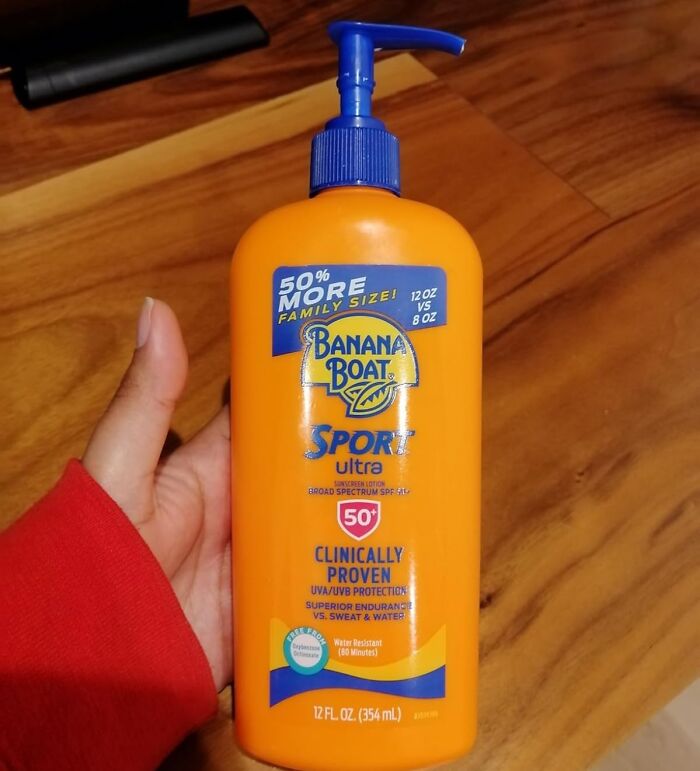 50%
MORE
FAMILY SIZE!
12 OZ
VS
8 OZ
BANANA
BOAT®
SPORT
ultra
SUNSCREEN LOTION
BROAD SPECTRUM SPF 50+
50+
CLINICALLY
PROVEN
UVA/UVB PROTECTION
SUPERIOR ENDURANCE
VS. SWEAT & WATER
FREE FROM
Oxybenzone
Octinoxate
Water Resistant
(80 Minutes)
12 FL. OZ. (354 mL)